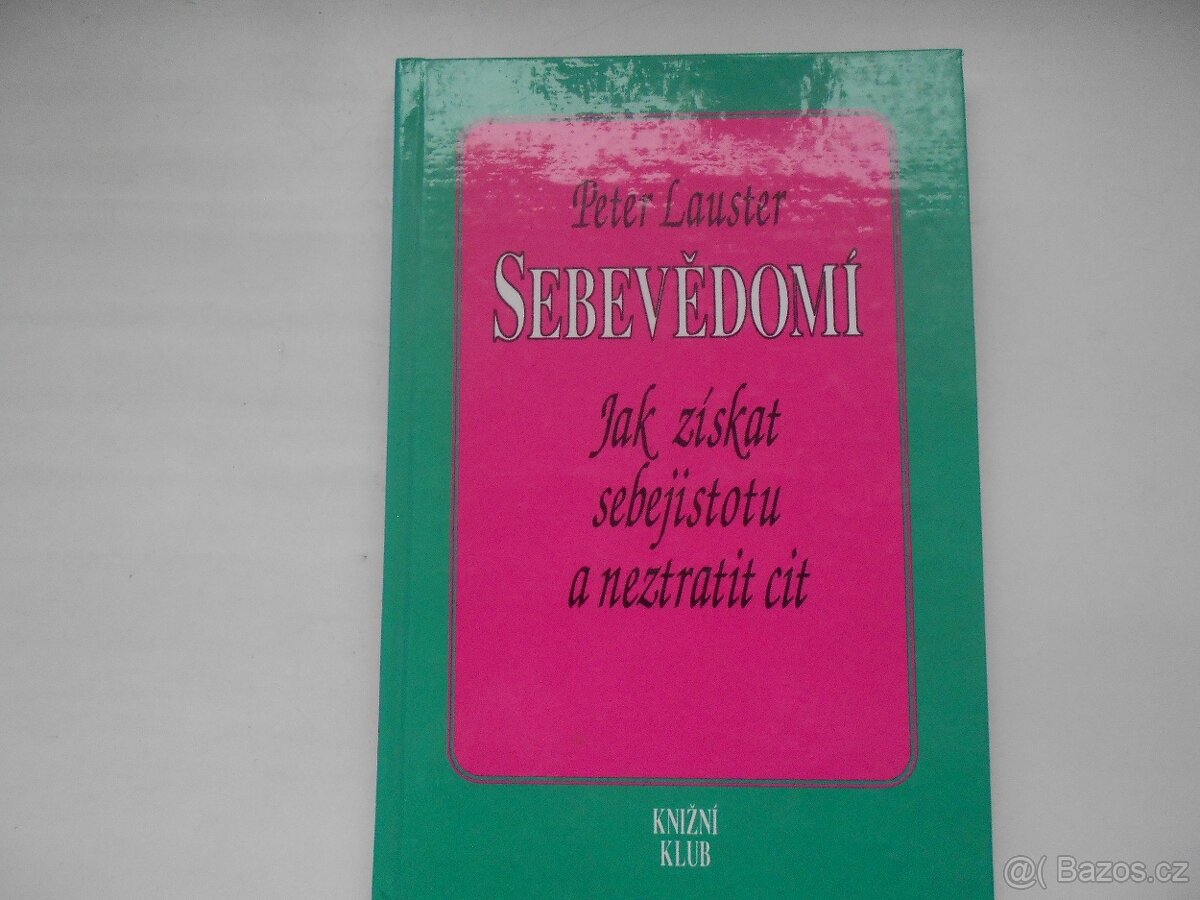 Peter Lauster
SEBEVĚDOMÍ
Jak získat
sebejistotu
a neztratit cit
KNIŽNÍ
KLUB
@( Bazos.cz